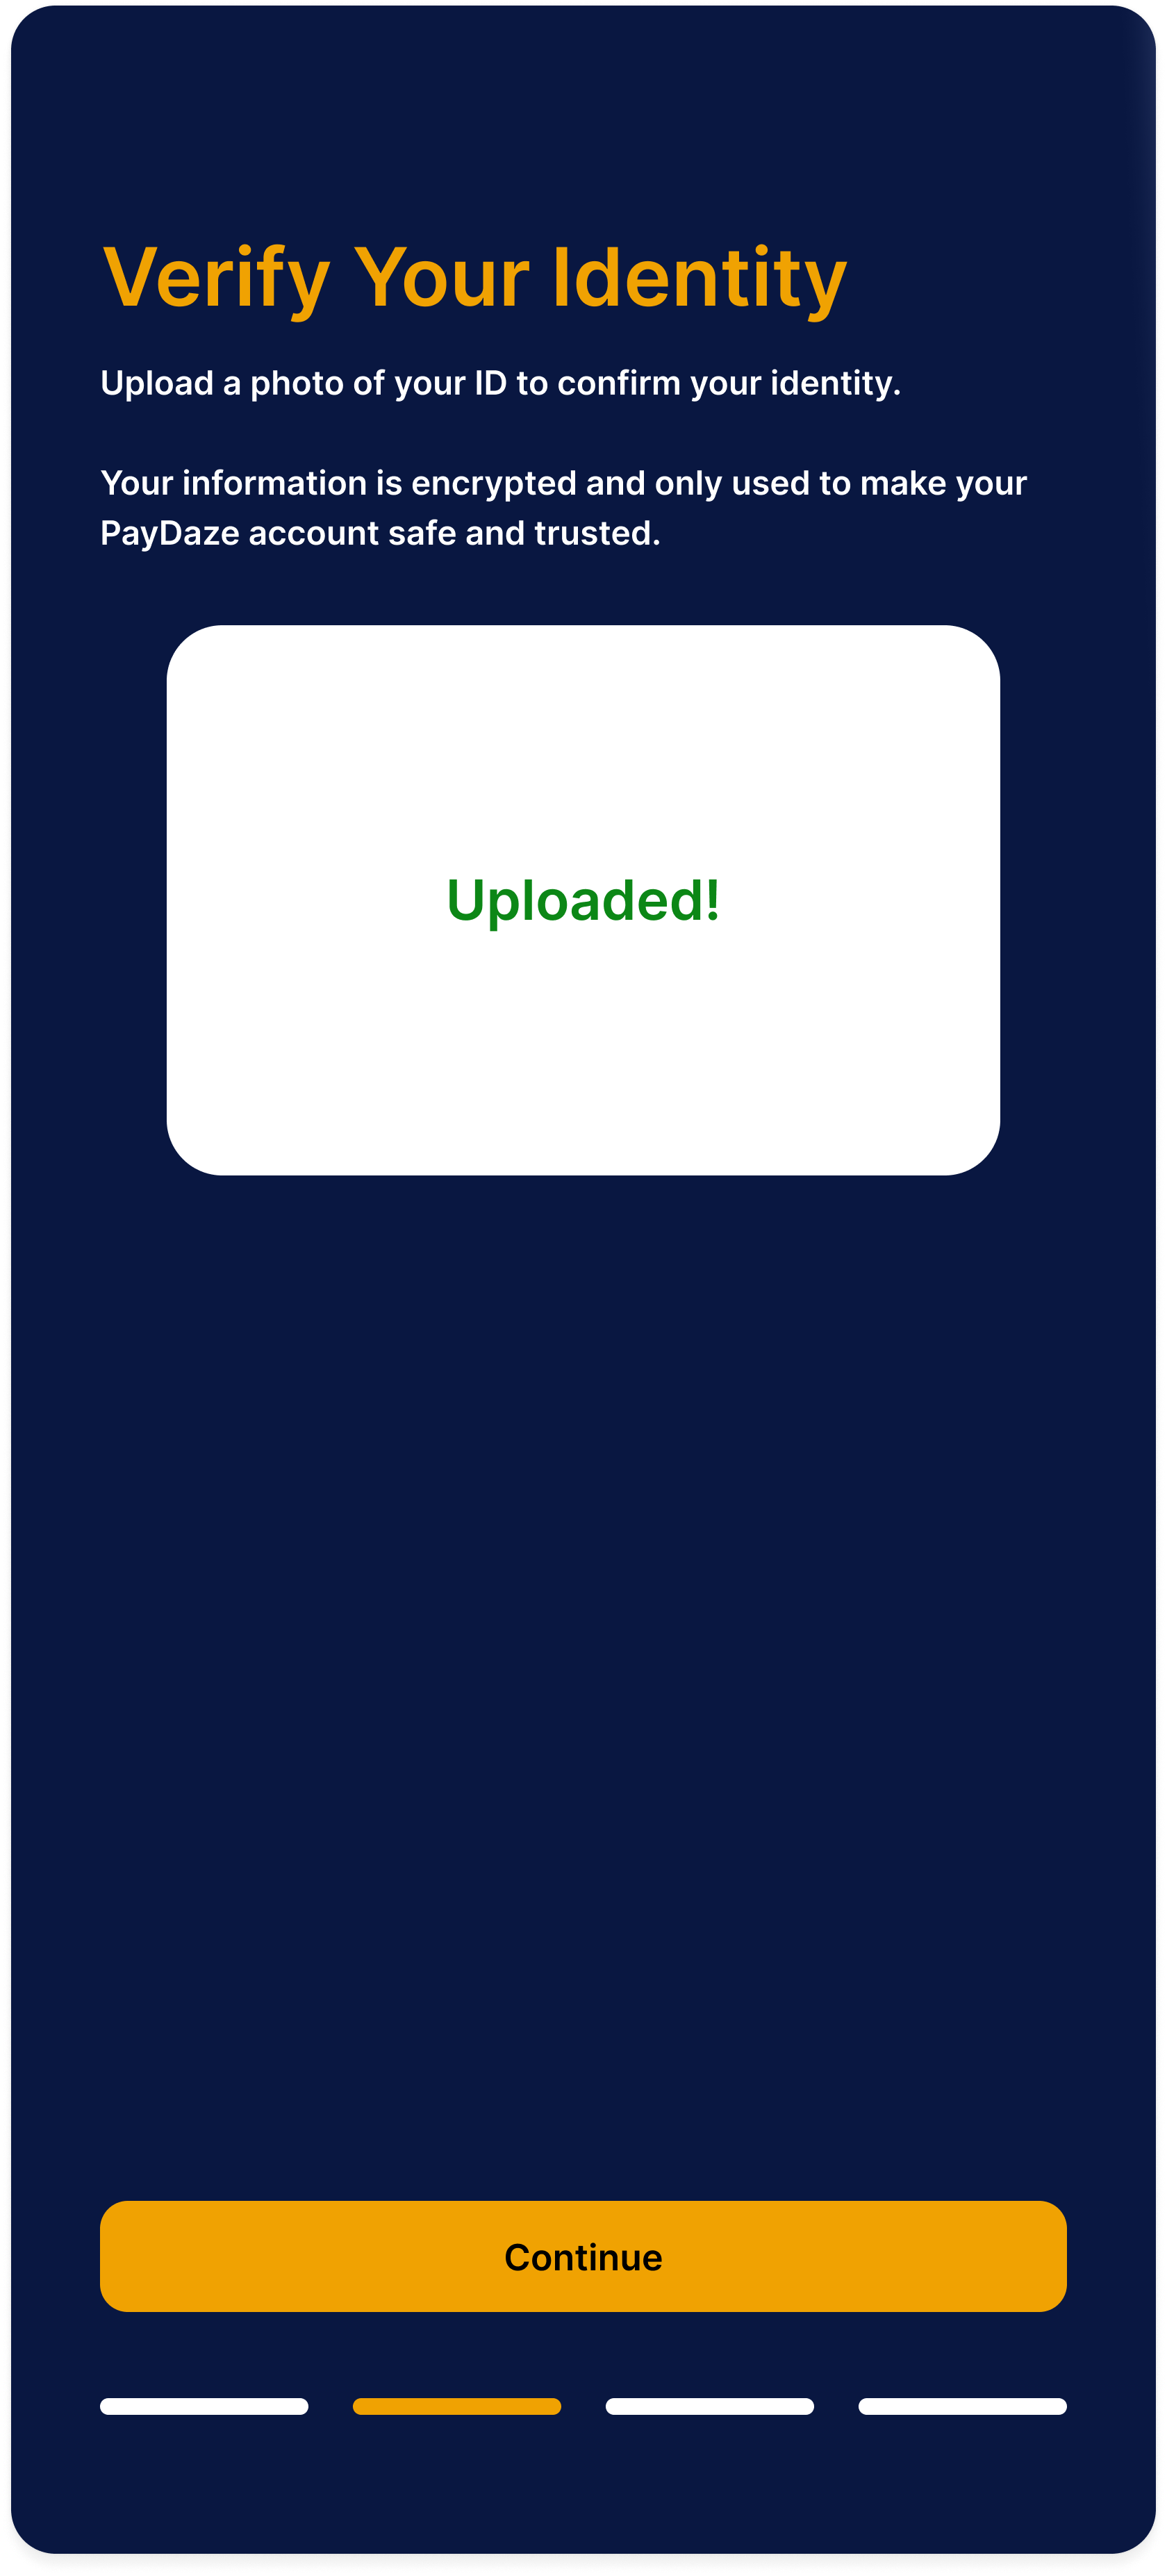 Verify Your Identity
Upload a photo of your ID to confirm your identity.
Your information is encrypted and only used to make your
PayDaze account safe and trusted.
Uploaded!
Continue